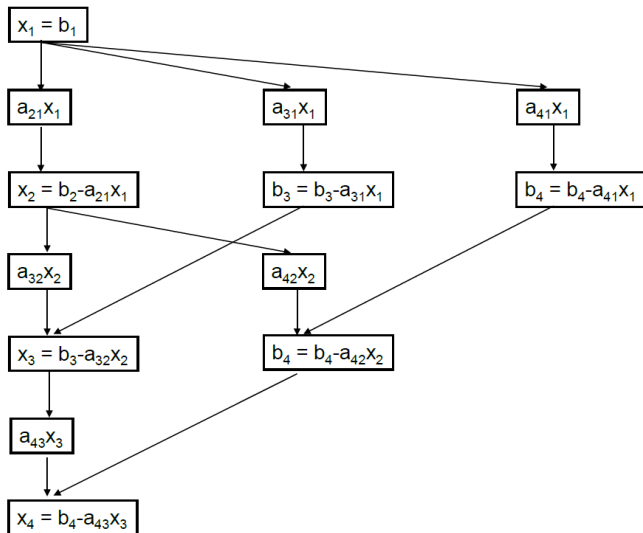 x₁ = b₁
a₂₁x₁
a₃₁x₁
a₄₁x₁
x₂ = b₂-a₂₁x₁
b₃ = b₃-a₃₁x₁
b₄ = b₄-a₄₁x₁
a₃₂x₂
a₄₂x₂
x₃ = b₃-a₃₂x₂
b₄ = b₄-a₄₂x₂
a₄₃x₃
x₄ = b₄-a₄₃x₃